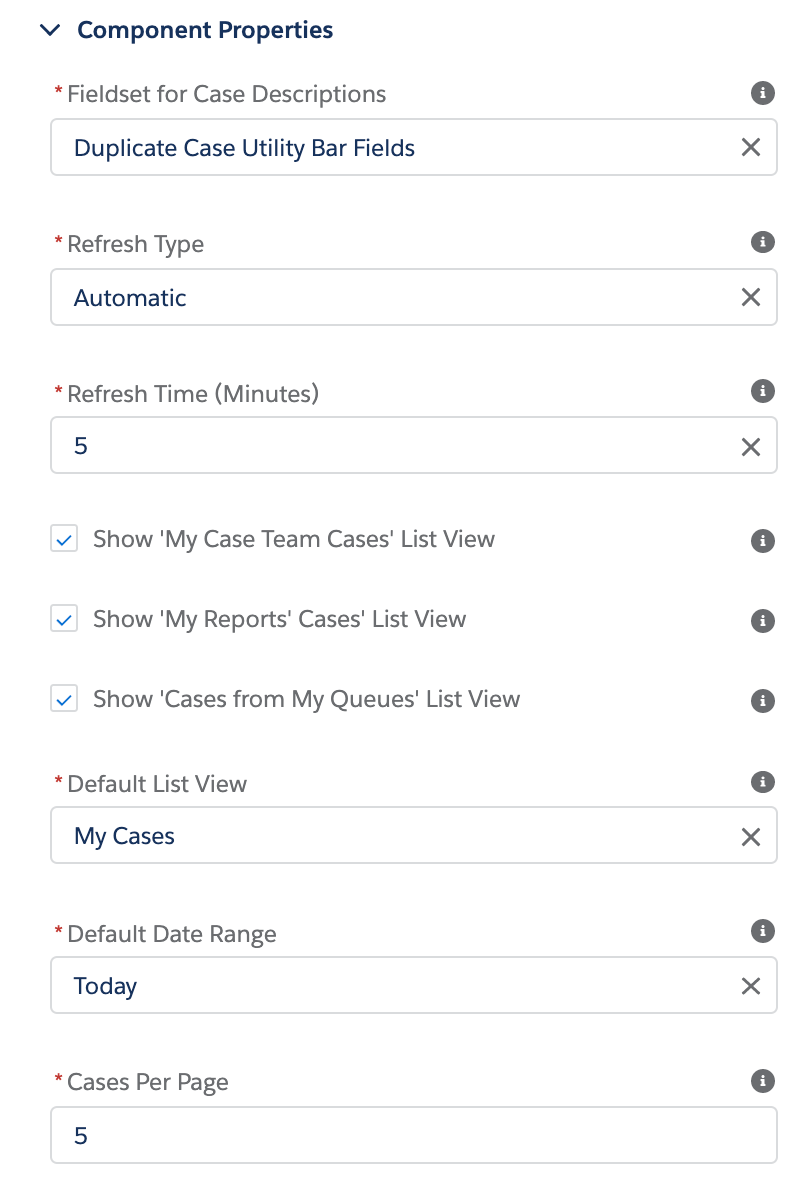 Component Properties
* Fieldset for Case Descriptions
Duplicate Case Utility Bar Fields
* Refresh Type
Automatic
* Refresh Time (Minutes)
5
Show 'My Case Team Cases' List View
Show 'My Reports' Cases' List View
Show 'Cases from My Queues' List View
* Default List View
My Cases
* Default Date Range
Today
* Cases Per Page
5